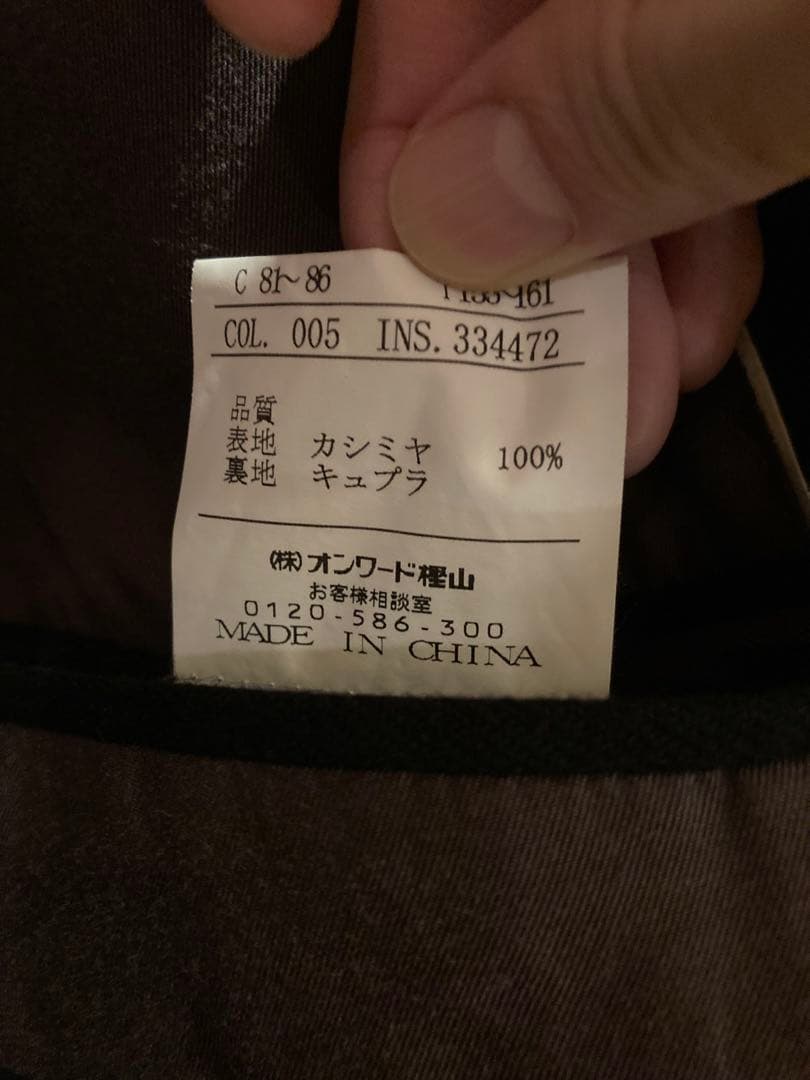 C 81〜86 161
COL. 005 INS. 334472
品質
表地 カシミヤ 100%
裏地 キュプラ
(株)オンワード樫山
お客様相談室
0120-586-300
MADE IN CHINA